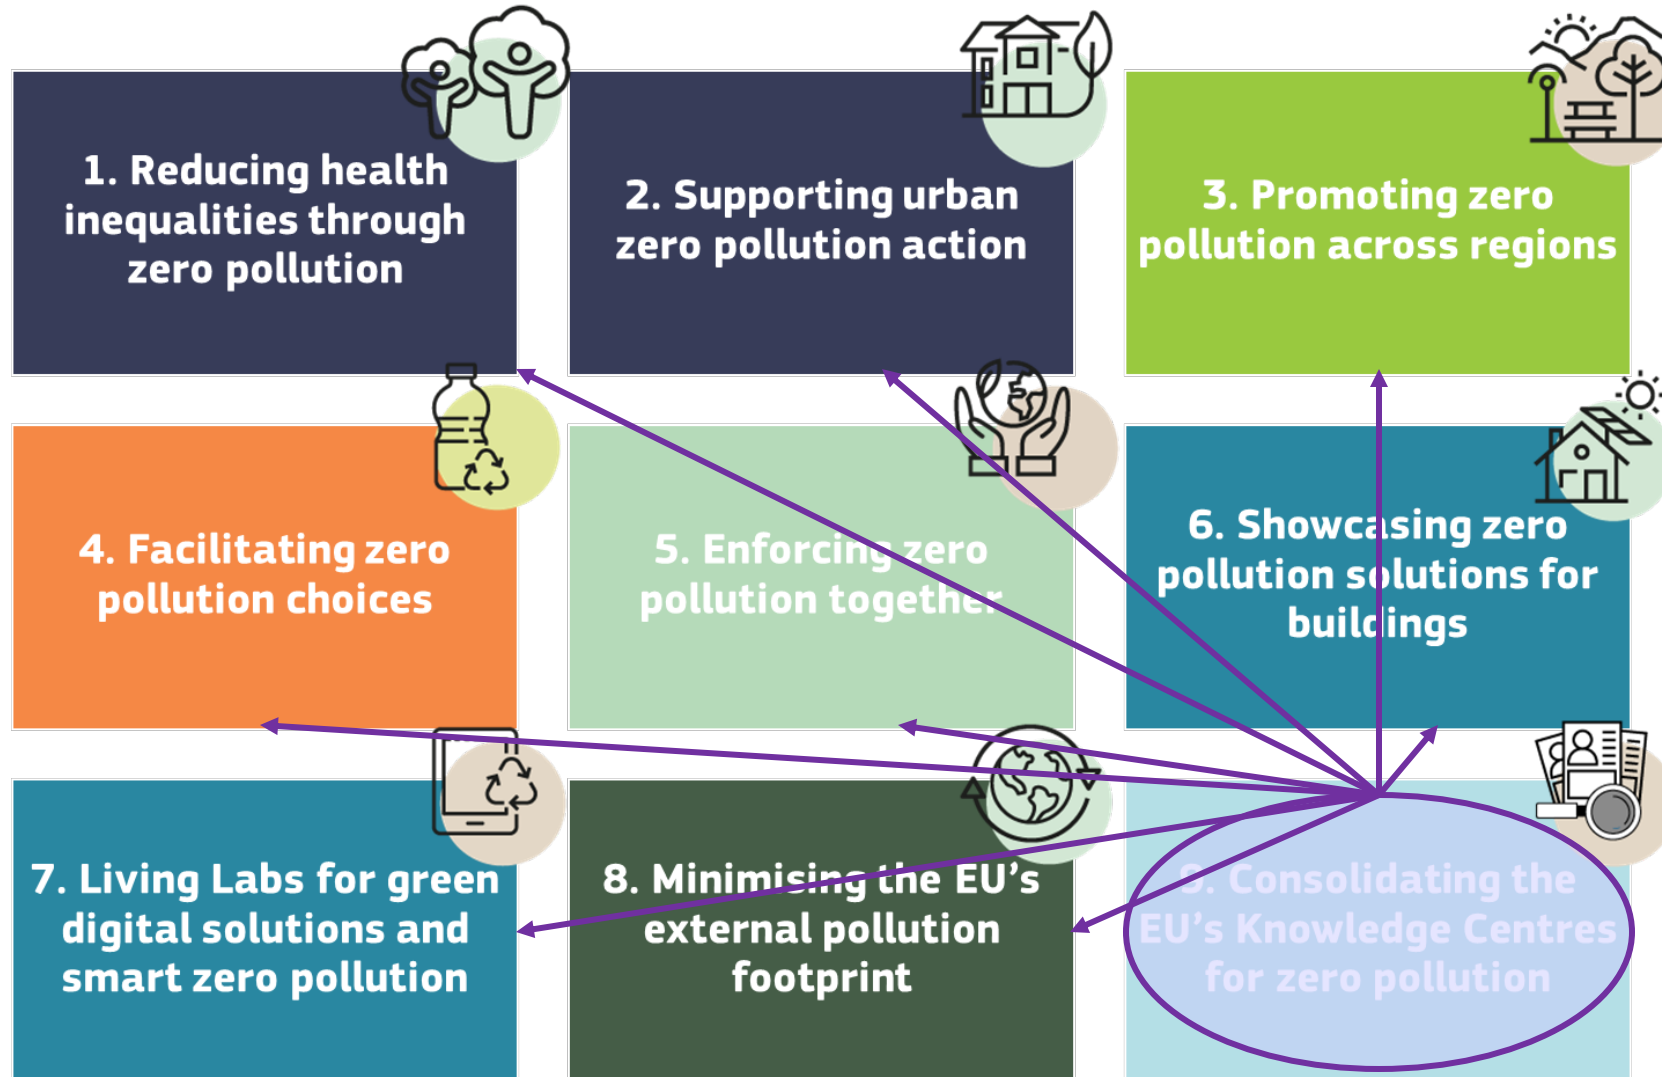 1. Reducing health
inequalities through
zero pollution
2. Supporting urban
zero pollution action
3. Promoting zero
pollution across regions
4. Facilitating zero
pollution choices
5. Enforcing zero
pollution together
6. Showcasing zero
pollution solutions for
buildings
7. Living Labs for green
digital solutions and
smart zero pollution
8. Minimising the EU's
external pollution
footprint
9. Consolidating the
EU's Knowledge Centres
for zero pollution